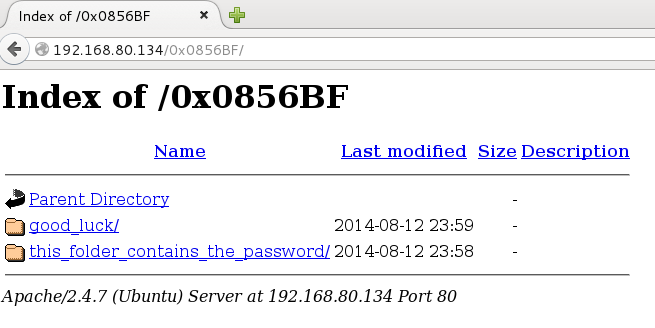 Index of /0x0856BF
192.168.80.134/0x0856BF/
Index of /0x0856BF
Name Last modified Size Description
Parent Directory -
good_luck/ 2014-08-12 23:59 -
this_folder_contains_the_password/ 2014-08-12 23:58 -
Apache/2.4.7 (Ubuntu) Server at 192.168.80.134 Port 80